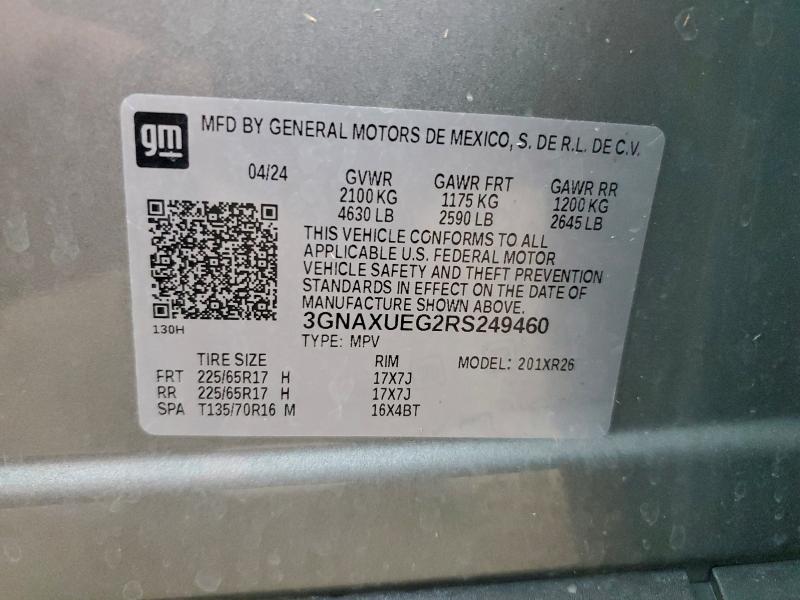 gm
MFD BY GENERAL MOTORS DE MEXICO, S. DE R.L. DE C.V.
04/24 GVWR GAWR FRT GAWR RR
2100 KG 1175 KG 1200 KG
4630 LB 2590 LB 2645 LB
THIS VEHICLE CONFORMS TO ALL
APPLICABLE U.S. FEDERAL MOTOR
VEHICLE SAFETY AND THEFT PREVENTION
STANDARDS IN EFFECT ON THE DATE OF
MANUFACTURE SHOWN ABOVE.
3GNAXUEG2RS249460
130H
TYPE: MPV MODEL: 201XR26
TIRE SIZE RIM
FRT 225/65R17 H 17X7J
RR 225/65R17 H 17X7J
SPA T135/70R16 M 16X4BT